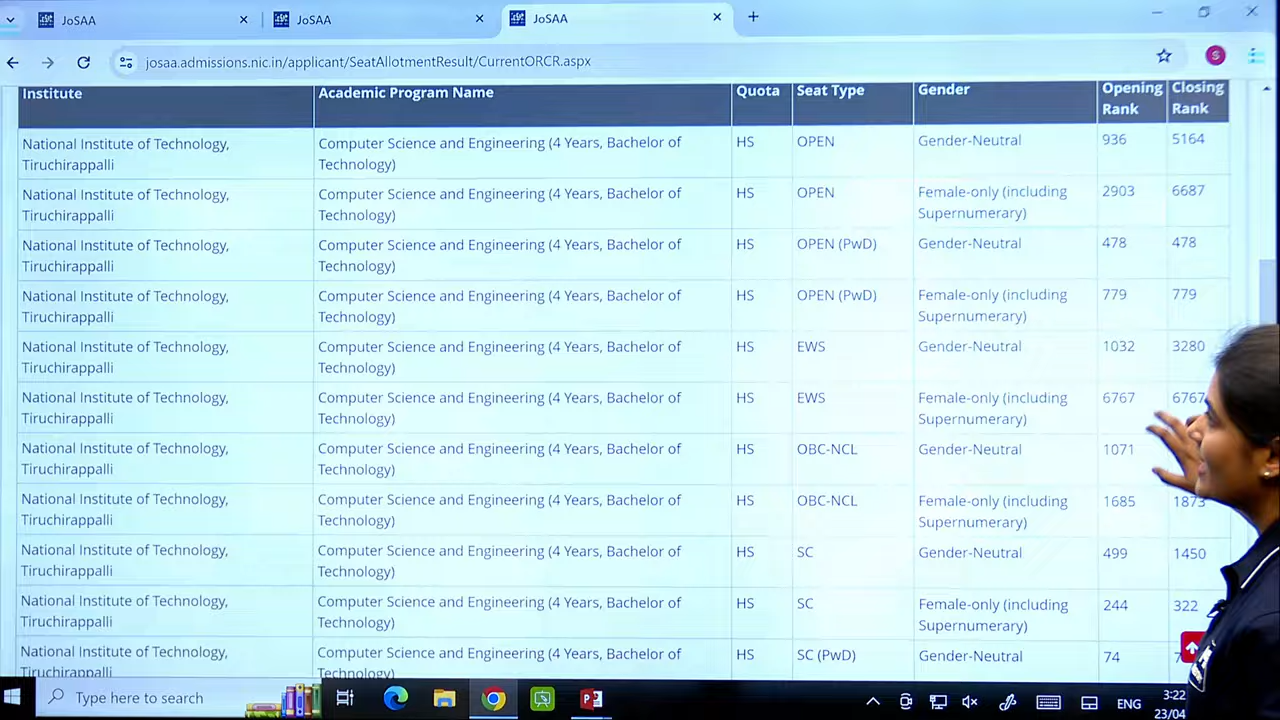 JoSAA
JoSAA
JoSAA
josaa.admissions.nic.in/applicant/SeatAllotmentResult/CurrentORCR.aspx
S
Institute Academic Program Name Quota Seat Type Gender Opening Rank Closing Rank
National Institute of Technology, Computer Science and Engineering (4 Years, Bachelor of HS OPEN Gender-Neutral 936 5164
Tiruchirappalli Technology)
National Institute of Technology, Computer Science and Engineering (4 Years, Bachelor of HS OPEN Female-only (including 2903 6687
Tiruchirappalli Technology) Supernumerary)
National Institute of Technology, Computer Science and Engineering (4 Years, Bachelor of HS OPEN (PwD) Gender-Neutral 478 478
Tiruchirappalli Technology)
National Institute of Technology, Computer Science and Engineering (4 Years, Bachelor of HS OPEN (PwD) Female-only (including 779 779
Tiruchirappalli Technology) Supernumerary)
National Institute of Technology, Computer Science and Engineering (4 Years, Bachelor of HS EWS Gender-Neutral 1032 3280
Tiruchirappalli Technology)
National Institute of Technology, Computer Science and Engineering (4 Years, Bachelor of HS EWS Female-only (including 6767 6767
Tiruchirappalli Technology) Supernumerary)
National Institute of Technology, Computer Science and Engineering (4 Years, Bachelor of HS OBC-NCL Gender-Neutral 1071
Tiruchirappalli Technology)
National Institute of Technology, Computer Science and Engineering (4 Years, Bachelor of HS OBC-NCL Female-only (including 1685 1873
Tiruchirappalli Technology) Supernumerary)
National Institute of Technology, Computer Science and Engineering (4 Years, Bachelor of HS SC Gender-Neutral 499 1450
Tiruchirappalli Technology)
National Institute of Technology, Computer Science and Engineering (4 Years, Bachelor of HS SC Female-only (including 244 322
Tiruchirappalli Technology) Supernumerary)
National Institute of Technology, Computer Science and Engineering (4 Years, Bachelor of HS SC (PwD) Gender-Neutral 74
Tiruchirappalli Technology)
Type here to search
ENG
3:22
23/04